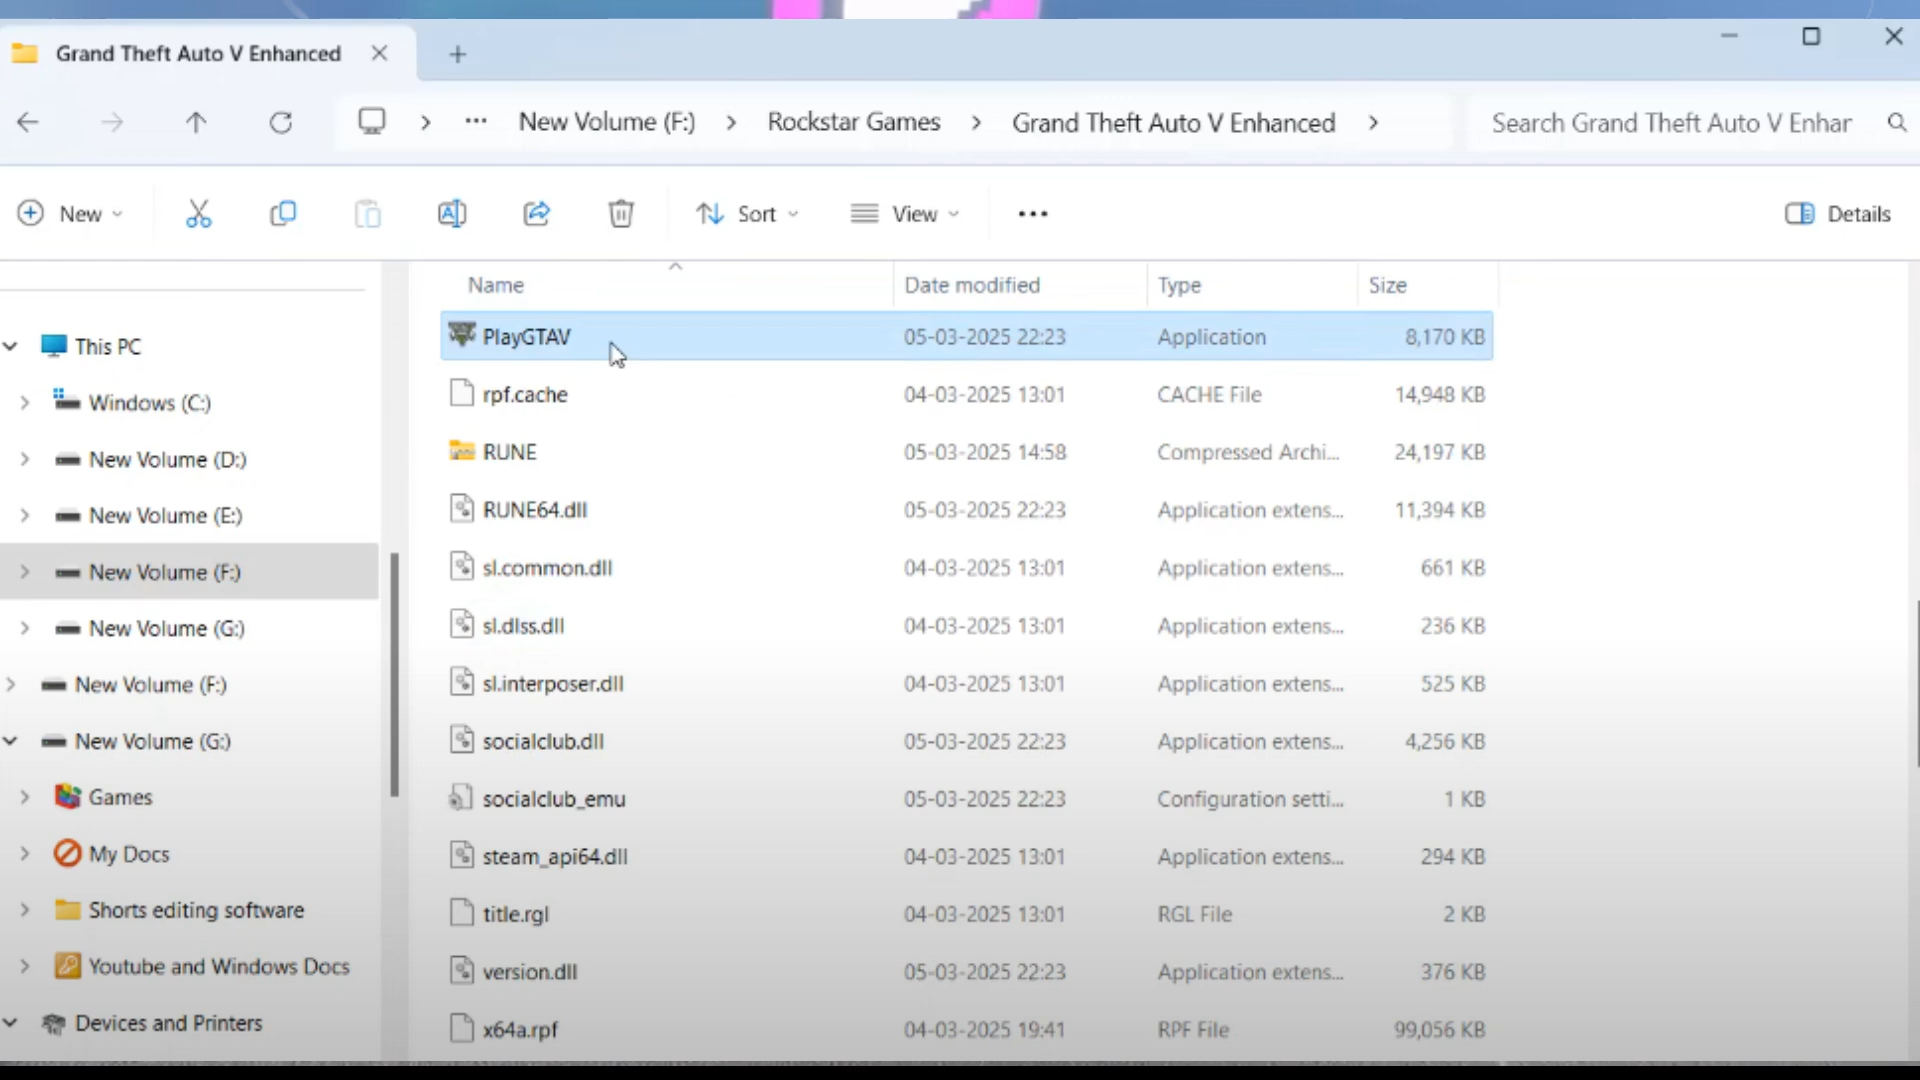 Grand Theft Auto V Enhanced
New Volume (F:) Rockstar Games Grand Theft Auto V Enhanced Search Grand Theft Auto V Enhar
New Sort View ••• Details
Name Date modified Type Size
This PC
Windows (C:)
New Volume (D:)
New Volume (E:)
New Volume (F:)
New Volume (G:)
New Volume (F:)
New Volume (G:)
Games
My Docs
Shorts editing software
Youtube and Windows Docs
Devices and Printers
PlayGTAV 05-03-2025 22:23 Application 8,170 KB
rpf.cache 04-03-2025 13:01 CACHE File 14,948 KB
RUNE 05-03-2025 14:58 Compressed Archi... 24,197 KB
RUNE64.dll 05-03-2025 22:23 Application extens... 11,394 KB
sl.common.dll 04-03-2025 13:01 Application extens... 661 KB
sl.dlss.dll 04-03-2025 13:01 Application extens... 236 KB
sl.interposer.dll 04-03-2025 13:01 Application extens... 525 KB
socialclub.dll 05-03-2025 22:23 Application extens... 4,256 KB
socialclub_emu 05-03-2025 22:23 Configuration setti... 1 KB
steam_api64.dll 04-03-2025 13:01 Application extens... 294 KB
title.rgl 04-03-2025 13:01 RGL File 2 KB
version.dll 05-03-2025 22:23 Application extens... 376 KB
x64a.rpf 04-03-2025 19:41 RPF File 99,056 KB